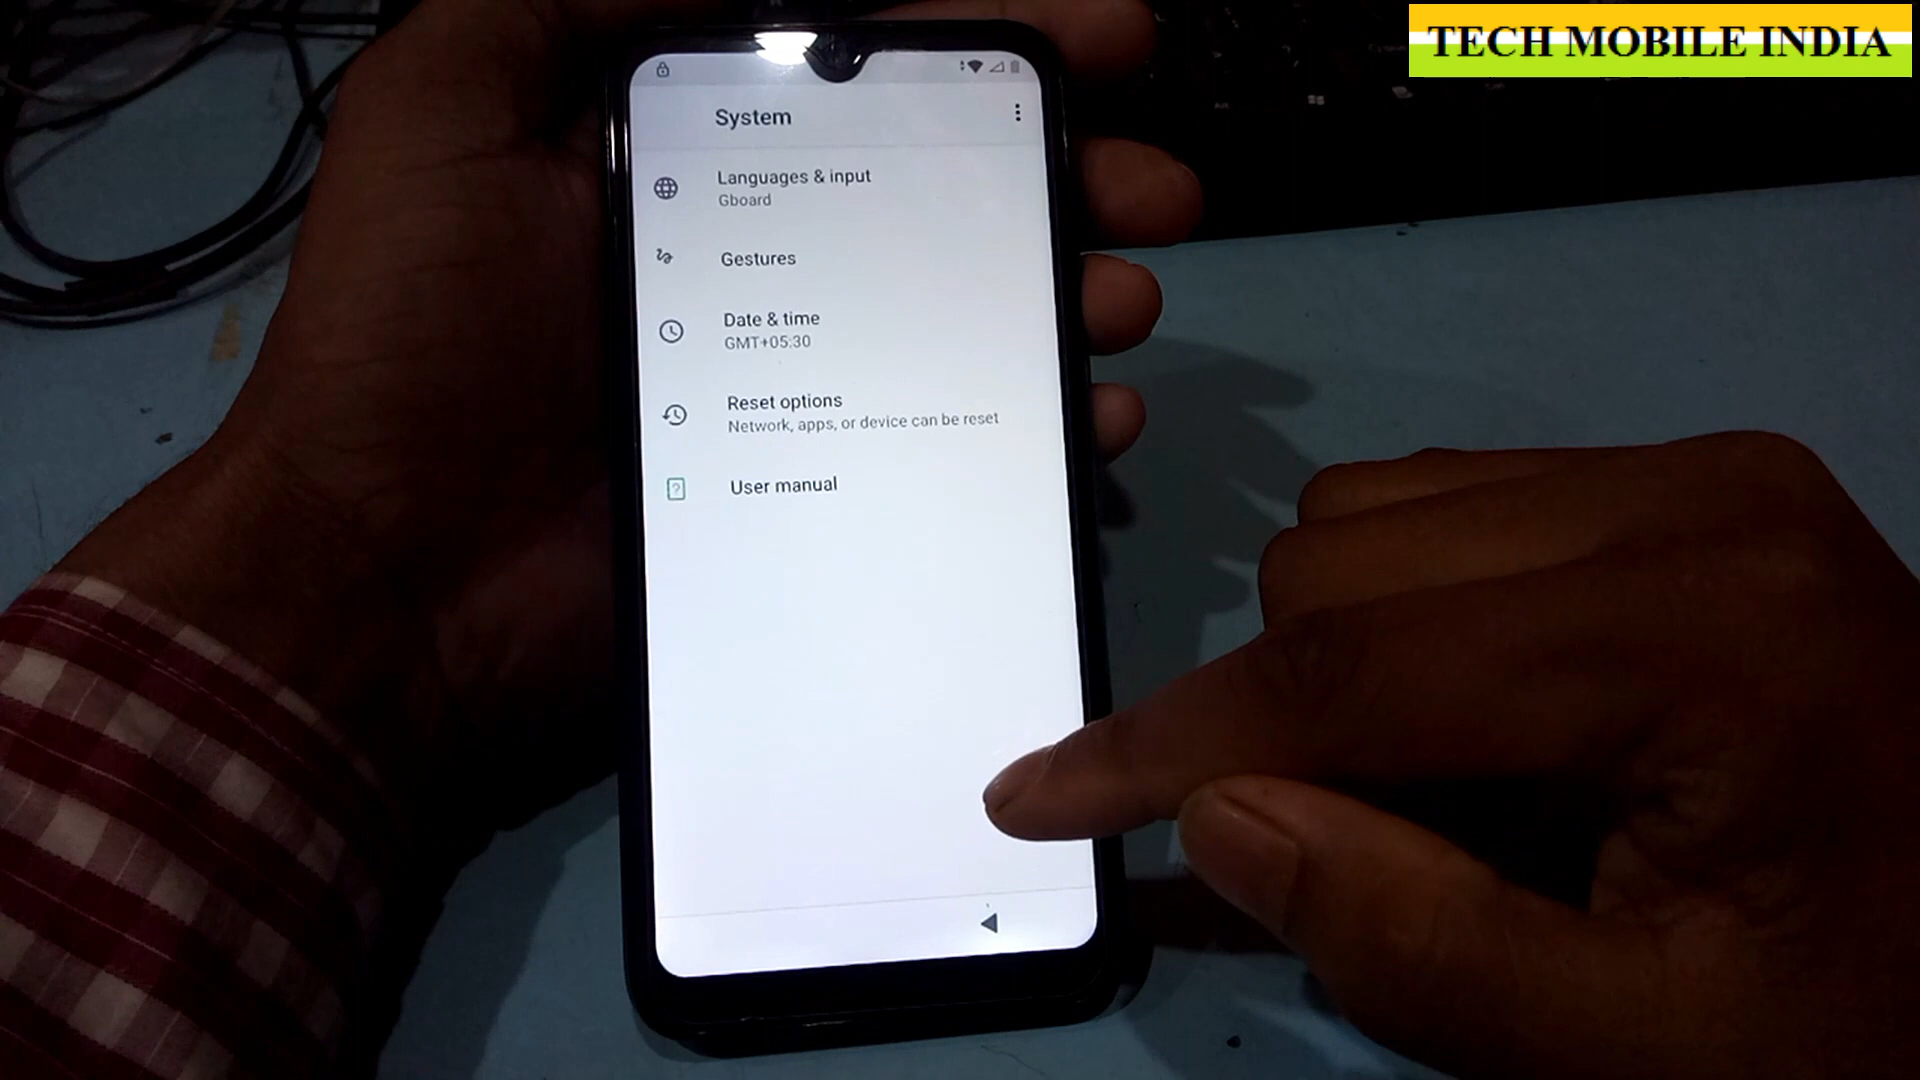 TECH MOBILE INDIA
System
Languages & input
Gboard
Gestures
Date & time
GMT+05:30
Reset options
Network, apps, or device can be reset
User manual